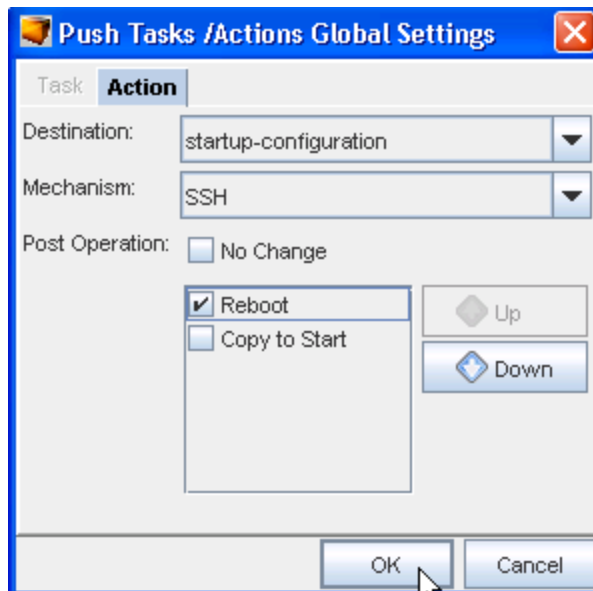 Push Tasks /Actions Global Settings
Task Action
Destination: startup-configuration
Mechanism: SSH
Post Operation: No Change
Reboot Up
Copy to Start
Down
OK Cancel